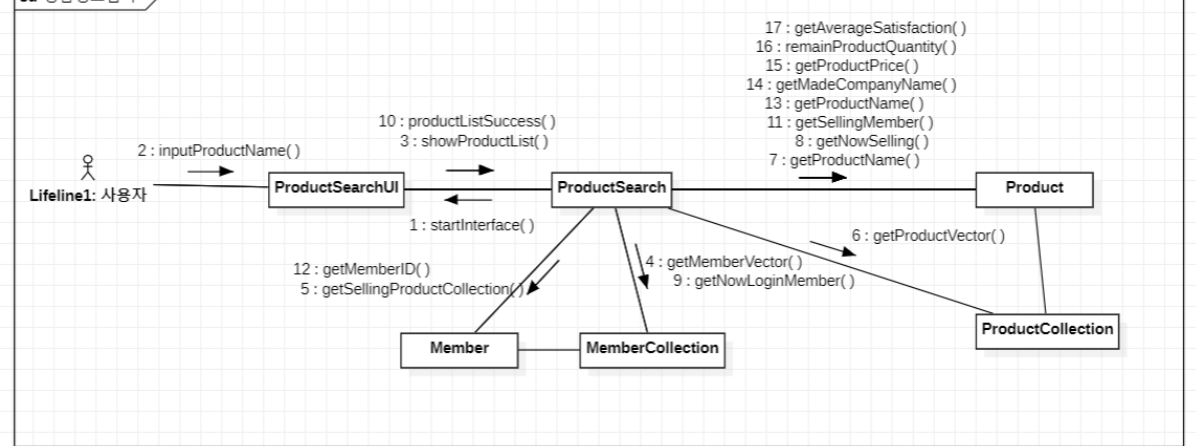 17 : getAverageSatisfaction( )
16 : remainProductQuantity( )
15 : getProductPrice( )
14 : getMadeCompanyName( )
13 : getProductName( )
11 : getSellingMember( )
8 : getNowSelling( )
7 : getProductName( )
10 : productListSuccess( )
3 : showProductList( )
2 : inputProductName( )
Lifeline1: 사용자
ProductSearchUI
ProductSearch
Product
1 : startInterface( )
6 : getProductVector( )
12 : getMemberID( )
5 : getSellingProductCollection( )
4 : getMemberVector( )
9 : getNowLoginMember( )
Member
MemberCollection
ProductCollection